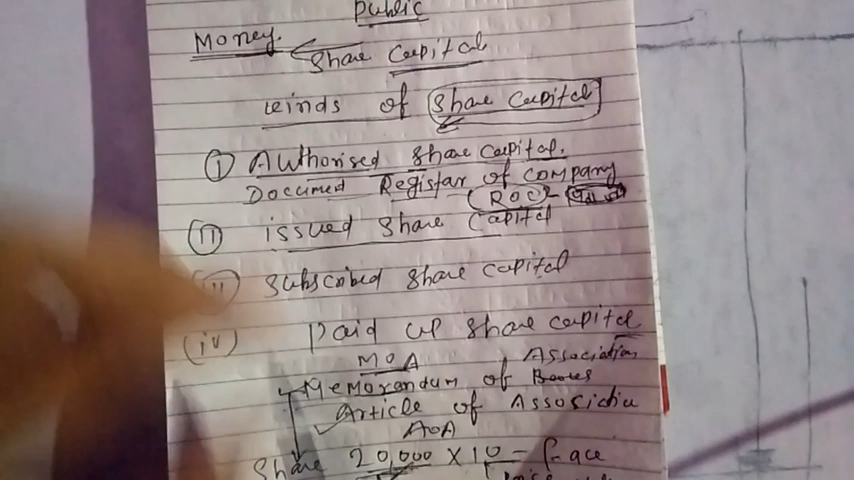 Public
Money. Share Capital
Kinds of Share Capital
(i) Authorised Share Capital.
Document Registar of Company
(ROC)-
(ii) issued Share Capital
Subscribed Share Capital
(iv) Paid up Share Capital
MOA Association
Memorandum of
Article of
AOA
Share 20,000 X 10 - face